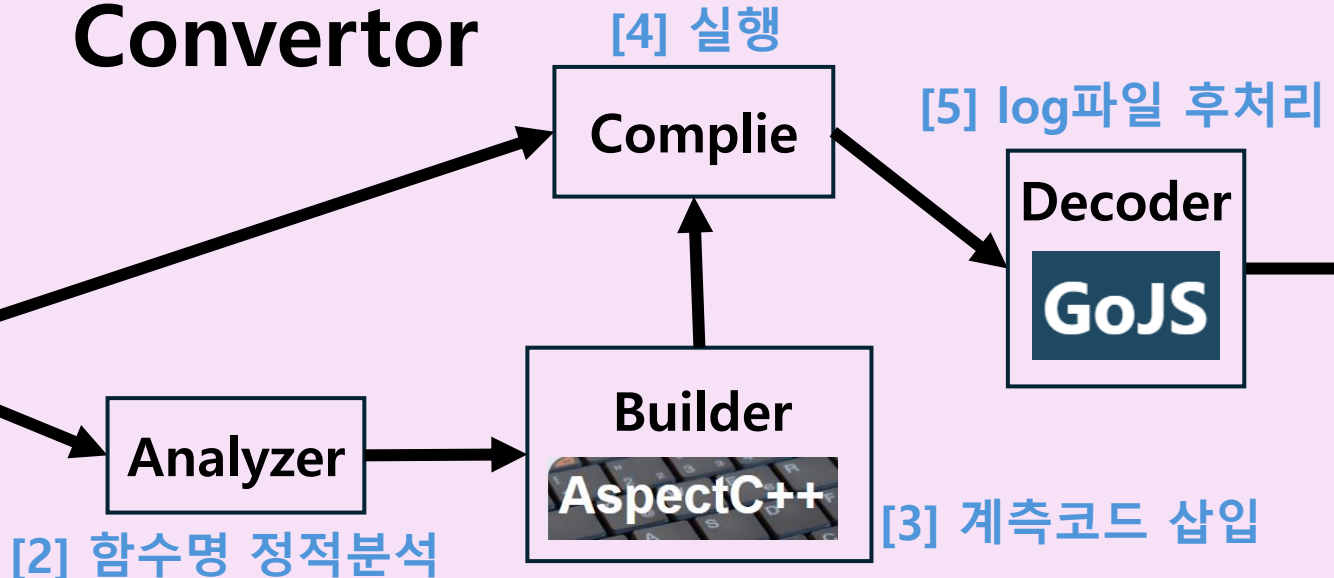 Convertor
[4] 실행
Complie
[5] log파일 후처리
Decoder
GoJS
Analyzer
[2] 함수명 정적분석
Builder
AspectC++
[3] 계측코드 삽입